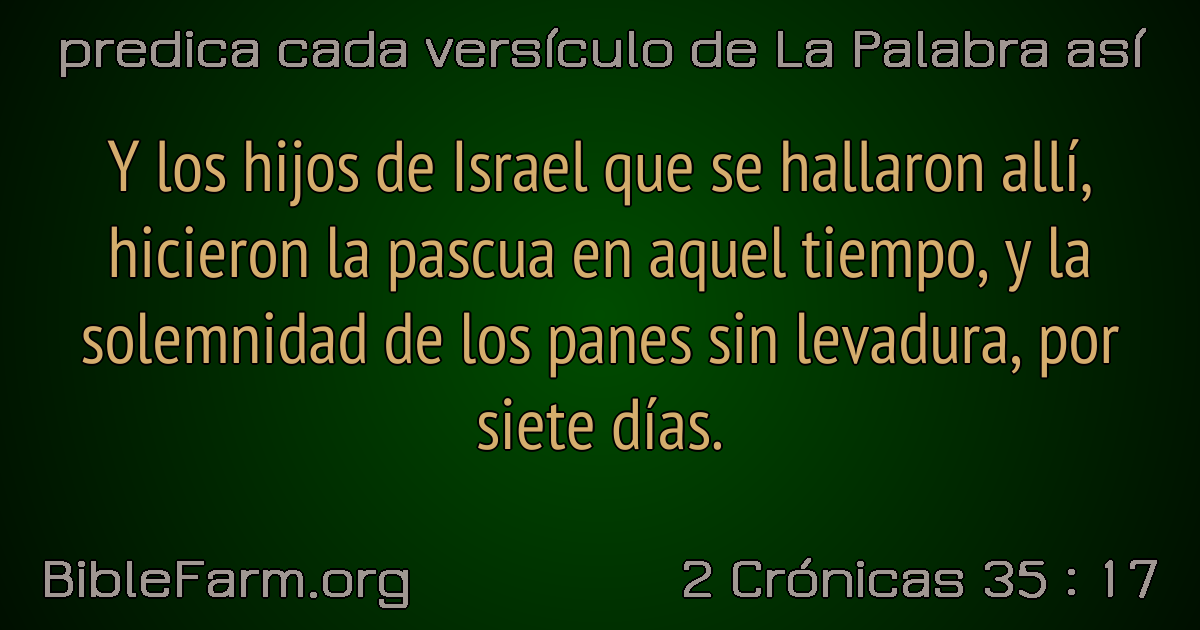 predica cada versículo de La Palabra así
Y los hijos de Israel que se hallaron allí,
hicieron la pascua en aquel tiempo, y la
solemnidad de los panes sin levadura, por
siete días.
BibleFarm.org
2 Crónicas 35 : 17